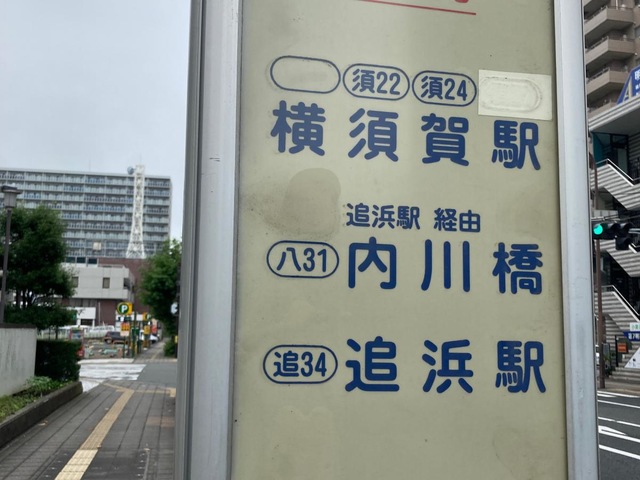 須22 須24
横須賀駅
追浜駅 経由
八31 内川橋
追34 追浜駅
P